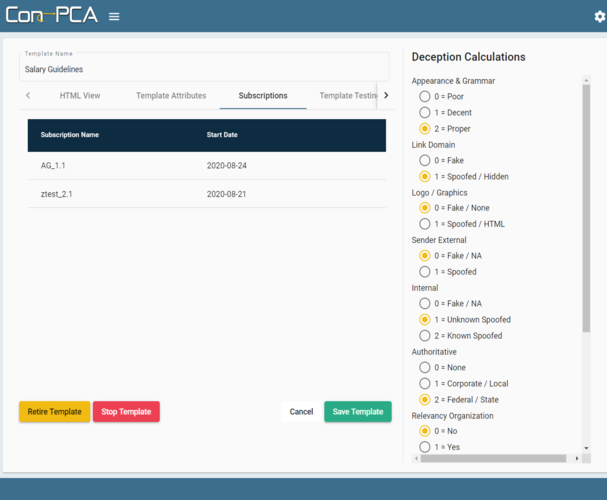 Con-PCA
Template Name
Salary Guidelines
HTML View
Template Attributes
Subscriptions
Template Testing
Subscription Name
Start Date
AG_1.1
2020-08-24
ztest_2.1
2020-08-21
Retire Template
Stop Template
Cancel
Save Template
Deception Calculations
Appearance & Grammar
0 = Poor
1 = Decent
2 = Proper
Link Domain
0 = Fake
1 = Spoofed / Hidden
Logo / Graphics
0 = Fake / None
1 = Spoofed / HTML
Sender External
0 = Fake / NA
1 = Spoofed
Internal
0 = Fake / NA
1 = Unknown Spoofed
2 = Known Spoofed
Authoritative
0 = None
1 = Corporate / Local
2 = Federal / State
Relevancy Organization
0 = No
1 = Yes